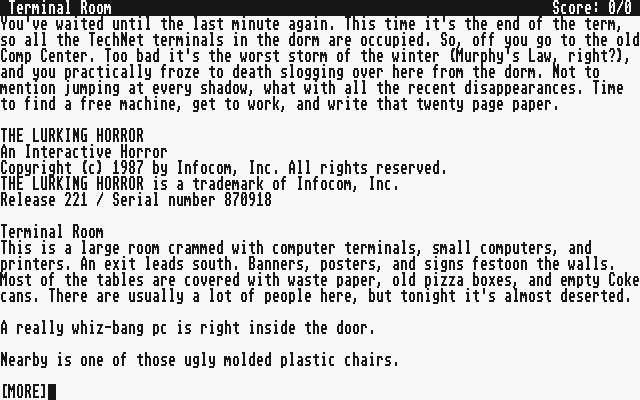 Terminal Room Score: 0/0
You've waited until the last minute again. This time it's the end of the term,
so all the TechNet terminals in the dorm are occupied. So, off you go to the old
Comp Center. Too bad it's the worst storm of the winter (Murphy's Law, right?),
and you practically froze to death slogging over here from the dorm. Not to
mention jumping at every shadow, what with all the recent disappearances. Time
to find a free machine, get to work, and write that twenty page paper.
THE LURKING HORROR
An Interactive Horror
Copyright (c) 1987 by Infocom, Inc. All rights reserved.
THE LURKING HORROR is a trademark of Infocom, Inc.
Release 221 / Serial number 870918
Terminal Room
This is a large room crammed with computer terminals, small computers, and
printers. An exit leads south. Banners, posters, and signs festoon the walls.
Most of the tables are covered with waste paper, old pizza boxes, and empty Coke
cans. There are usually a lot of people here, but tonight it's almost deserted.
A really whiz-bang pc is right inside the door.
Nearby is one of those ugly molded plastic chairs.
[MORE]